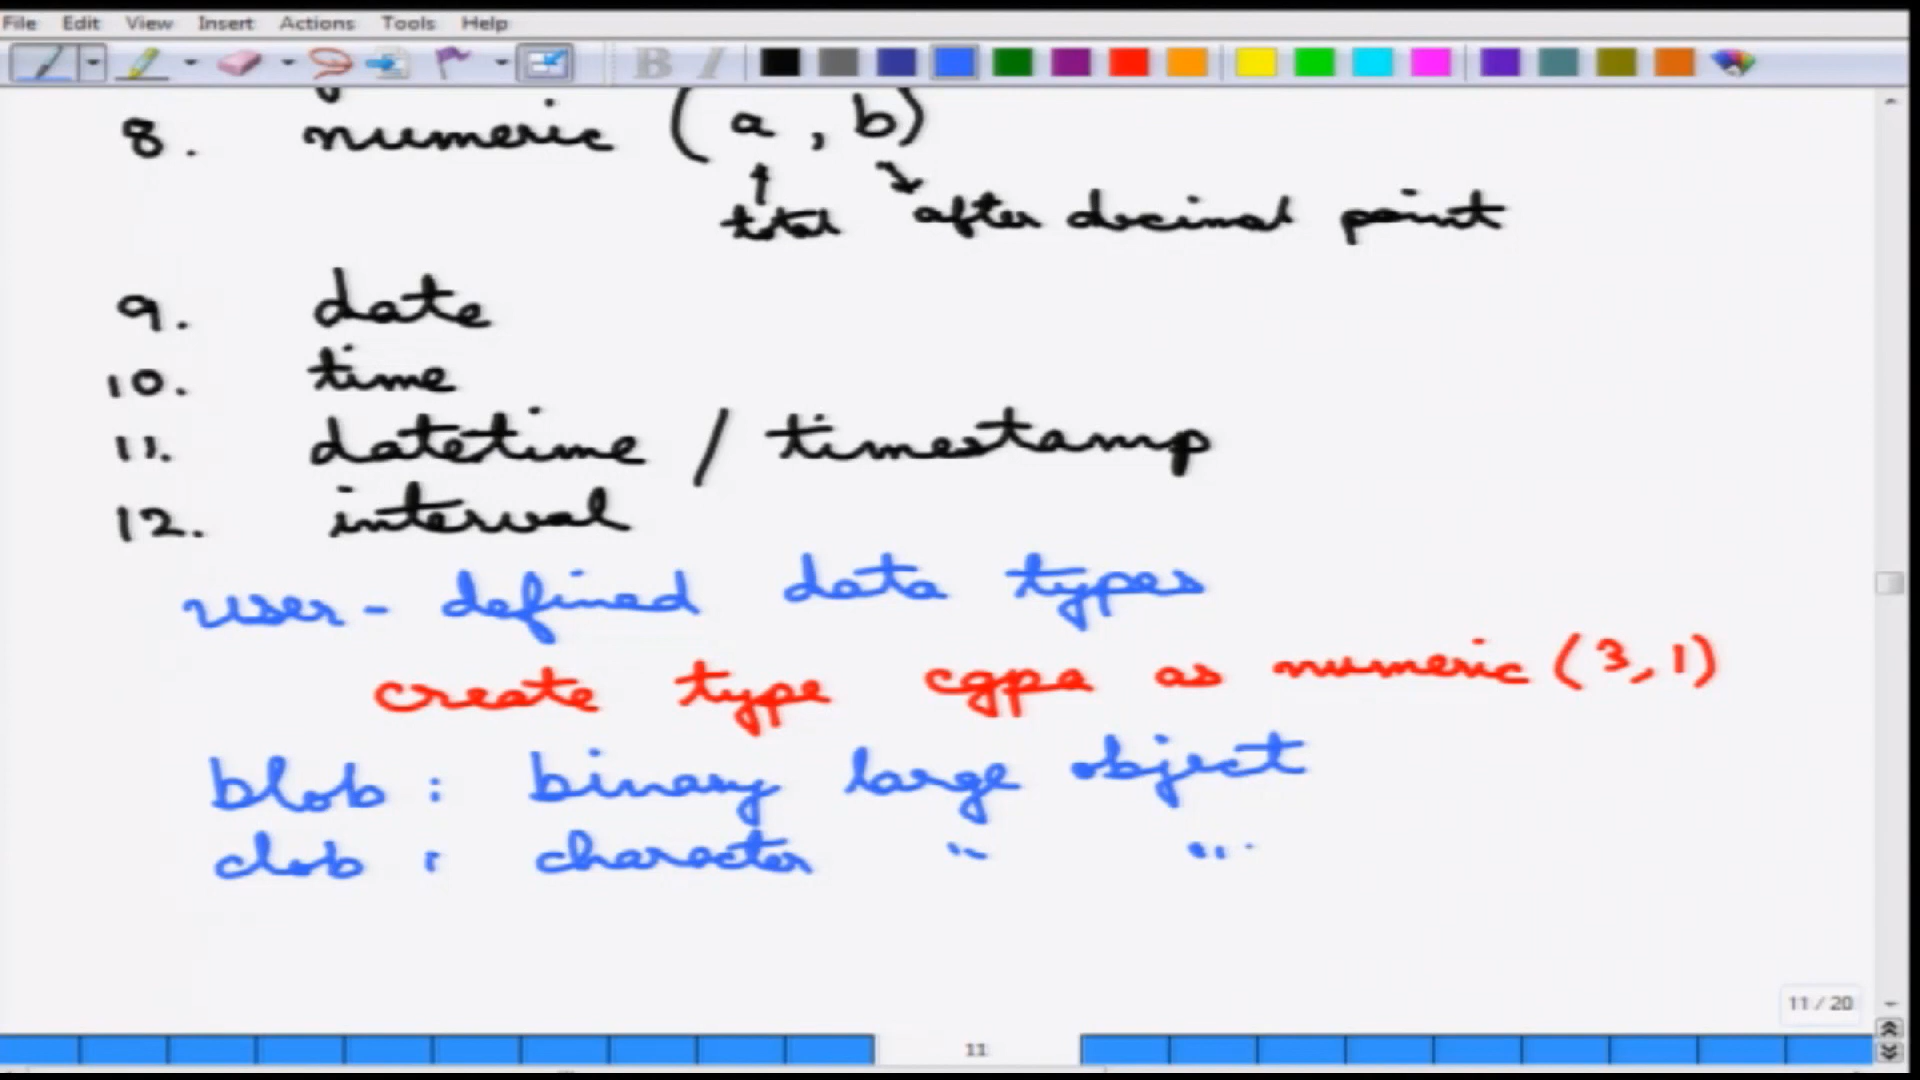 File Edit View Insert Actions Tools Help
B I
8. numeric (a, b)
total after decimal point
9. date
10. time
11. datetime / timestamp
12. interval
user-defined data types
create type cgpa as numeric (3,1)
blob : binary large object
clob : character " "
11 / 20
11